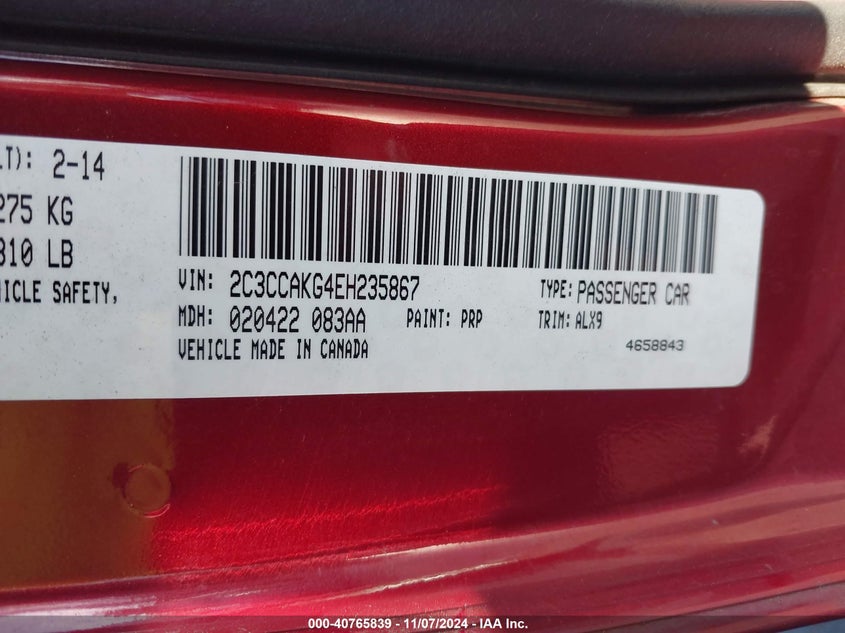 LT): 2-14
275 KG
310 LB
HICLE SAFETY,
VIN: 2C3CCAKG4EH235867 TYPE: PASSENGER CAR
MDH: 020422 083AA PAINT: PRP TRIM: ALX9
VEHICLE MADE IN CANADA 4658843
000-40765839 - 11/07/2024 - IAA Inc.